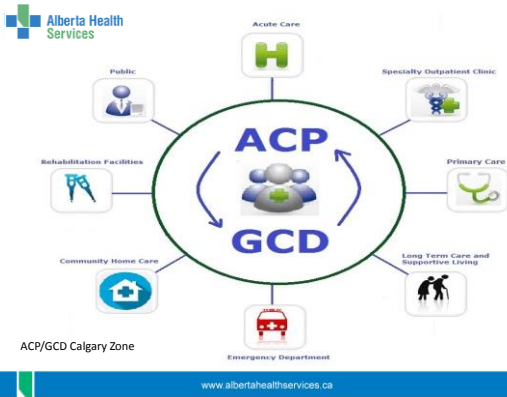 Alberta Health
Services
Acute Care
H
Public
Specialty Outpatient Clinic
ACP
Rehabilitation Facilities
Primary Care
GCD
Community Home Care
Long Term Care and
Supportive Living
ACP/GCD Calgary Zone
Emergency Department
www.albertahealthservices.ca